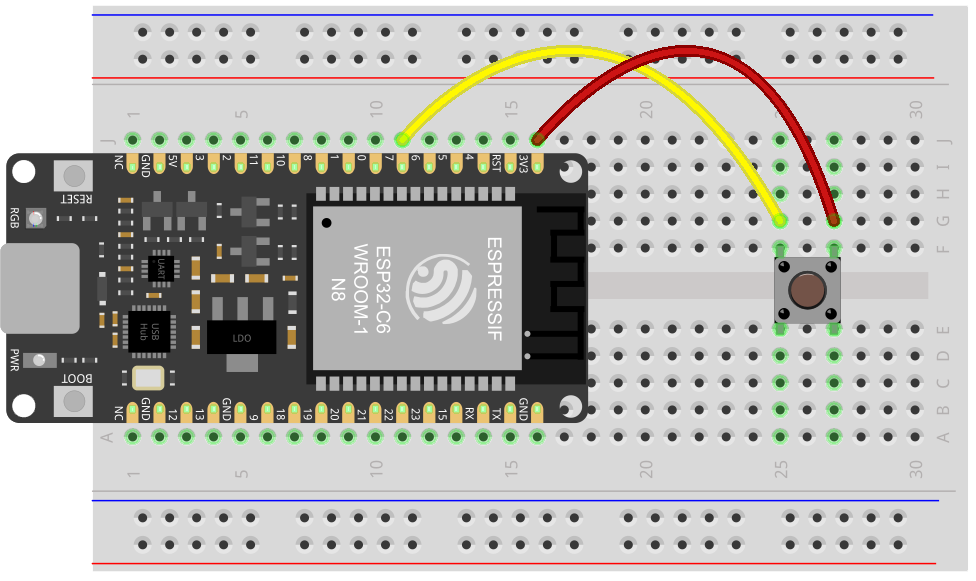 1 5 10 15 20 25 30
J J
NC GND 5V 3 2 11 10 8 1 0 7 6 5 4 RST 3V3
I
RESET
H
RGB
G
F
UART
ESPRESSIF
ESP32-C6
WROOM-1
N8
USB
Hub
LDO
E
PWR
D
BOOT
C
NC GND 12 13 GND 9 18 19 20 21 22 23 15 RX TX GND
B
A A
1 5 10 15 20 25 30